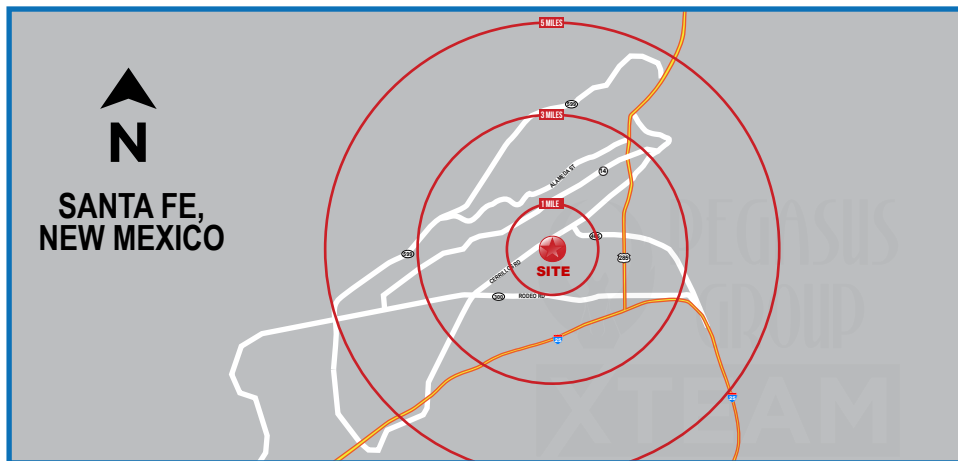 5 MILES
599
3 MILES
N
ALAMEDA ST
14
SANTA FE,
NEW MEXICO
1 MILE
PEGASUS
GROUP
599
285
CERRILLOS RD
SITE
300
RODEO RD
25
25
XTEAM